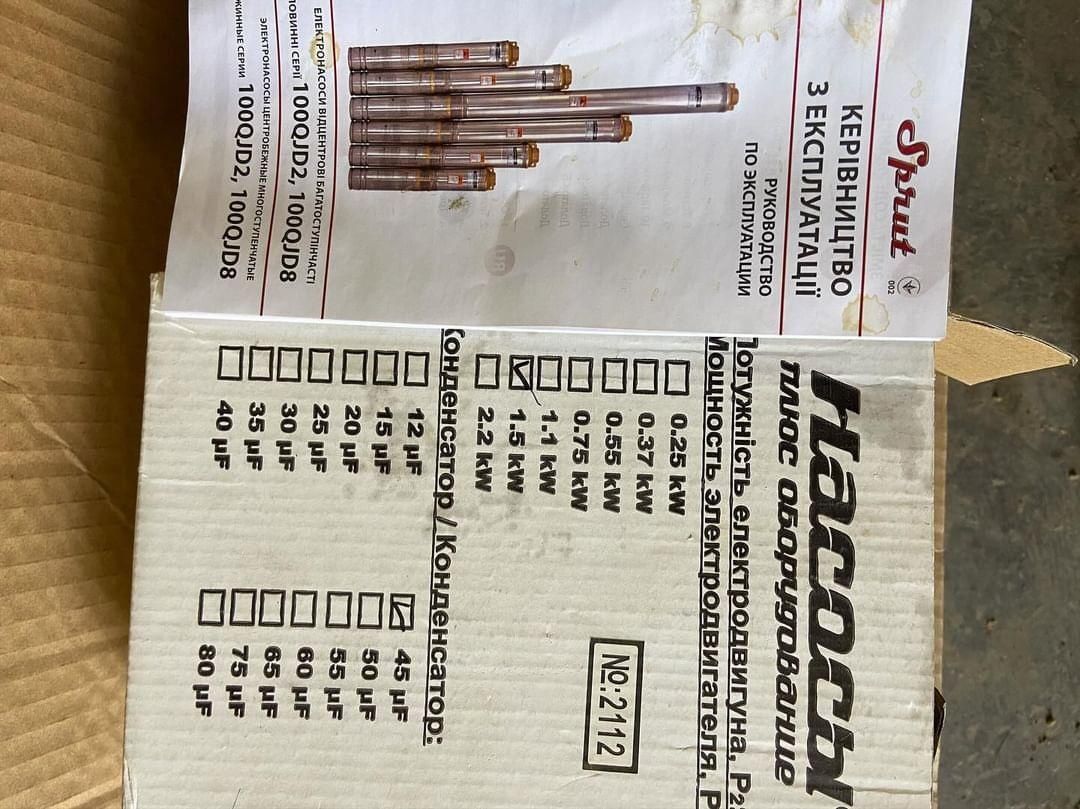 Sprut
002
КЕРІВНИЦТВО
З ЕКСПЛУАТАЦІЇ
РУКОВОДСТВО
ПО ЭКСПЛУАТАЦИИ
ЕЛЕКТРОНАСОСИ ВІДЦЕНТРОВІ БАГАТОСТУПІНЧАСТІ
СЕРІЇ 100QJD2, 100QJD8
ЭЛЕКТРОНАСОСЫ ЦЕНТРОБЕЖНЫЕ МНОГОСТУПЕНЧАТЫЕ
СЕРИИ 100QJD2, 100QJD8
Насосы
плюс оборудование
Потужність електродвигуна, P2
Мощность электродвигателя, P
0.25 kW
0.37 kW
0.55 kW
0.75 kW
1.1 kW
1.5 kW
2.2 kW
№:2112
Конденсатор / Конденсатор:
12 µF
15 µF
20 µF
25 µF
30 µF
35 µF
40 µF
45 µF
50 µF
55 µF
60 µF
65 µF
75 µF
80 µF